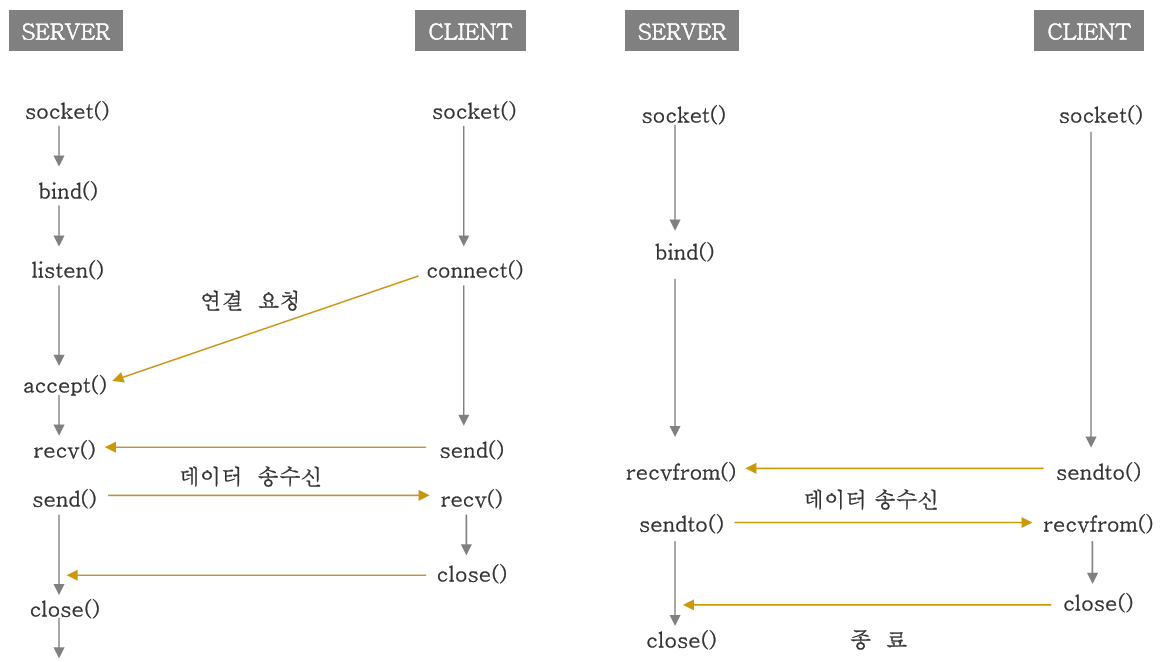 SERVER
CLIENT
socket()
socket()
bind()
listen()
connect()
연결 요청
accept()
recv()
send()
데이터 송수신
send()
recv()
close()
close()
SERVER
CLIENT
socket()
socket()
bind()
recvfrom()
sendto()
데이터 송수신
sendto()
recvfrom()
close()
close()
종 료